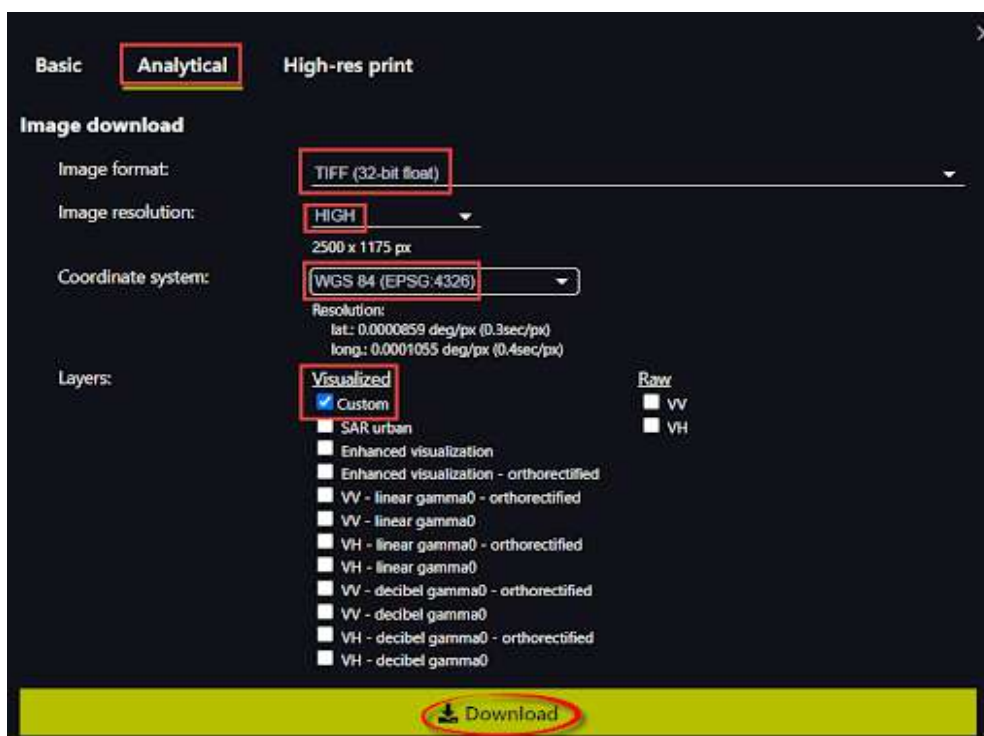 Basic Analytical High-res print
Image download
Image format: TIFF (32-bit float)
Image resolution: HIGH
2500 x 1175 px
Coordinate system: WGS 84 (EPSG:4326)
Resolution:
lat.: 0.0000859 deg/px (0.3sec/px)
long.: 0.0001055 deg/px (0.4sec/px)
Layers: Visualized Raw
Custom VV
SAR urban VH
Enhanced visualization
Enhanced visualization - orthorectified
VV - linear gamma0 - orthorectified
VV - linear gamma0
VH - linear gamma0 - orthorectified
VH - linear gamma0
VV - decibel gamma0 - orthorectified
VV - decibel gamma0
VH - decibel gamma0 - orthorectified
VH - decibel gamma0
Download